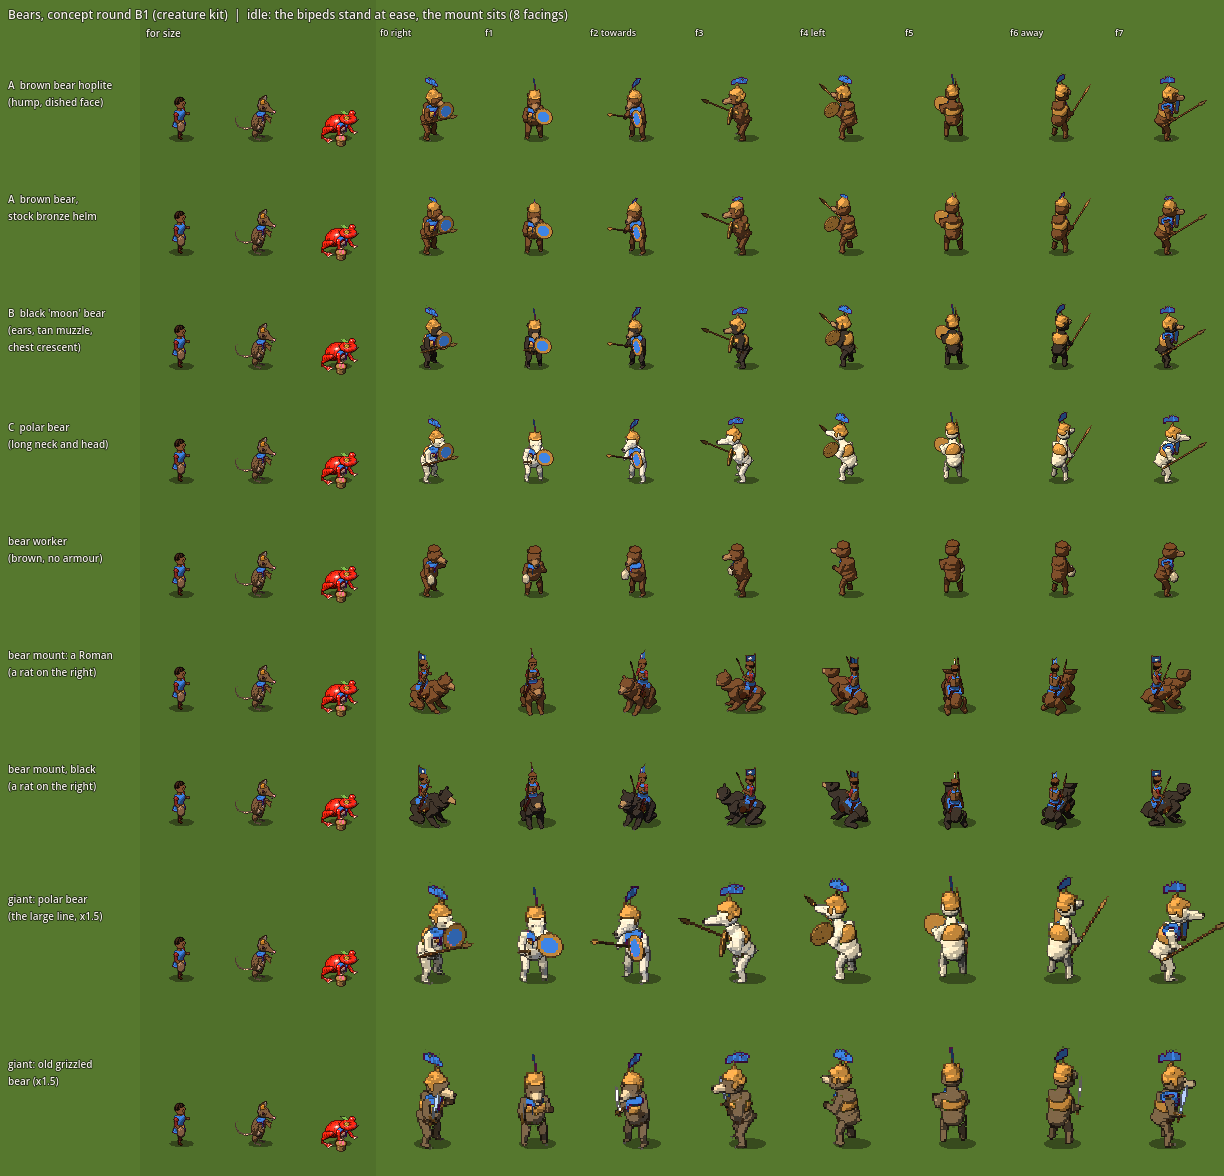 Bears, concept round B1 (creature kit)  |  idle: the bipeds stand at ease, the mount sits (8 facings)
for size
f0 right f1 f2 towards f3 f4 left f5 f6 away f7
A  brown bear hoplite
(hump, dished face)
A  brown bear,
stock bronze helm
B  black 'moon' bear
(ears, tan muzzle,
chest crescent)
C  polar bear
(long neck and head)
bear worker
(brown, no armour)
bear mount: a Roman
(a rat on the right)
bear mount, black
(a rat on the right)
giant: polar bear
(the large line, x1.5)
giant: old grizzled
bear (x1.5)